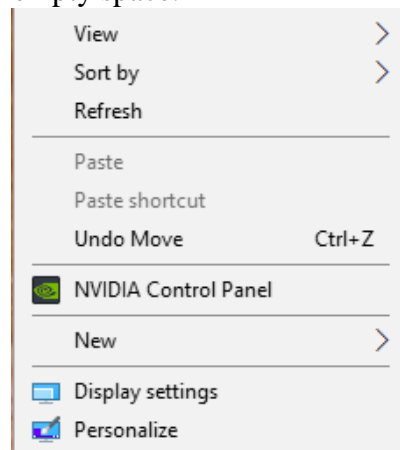 View
Sort by
Refresh
Paste
Paste shortcut
Undo Move Ctrl+Z
NVIDIA Control Panel
New
Display settings
Personalize